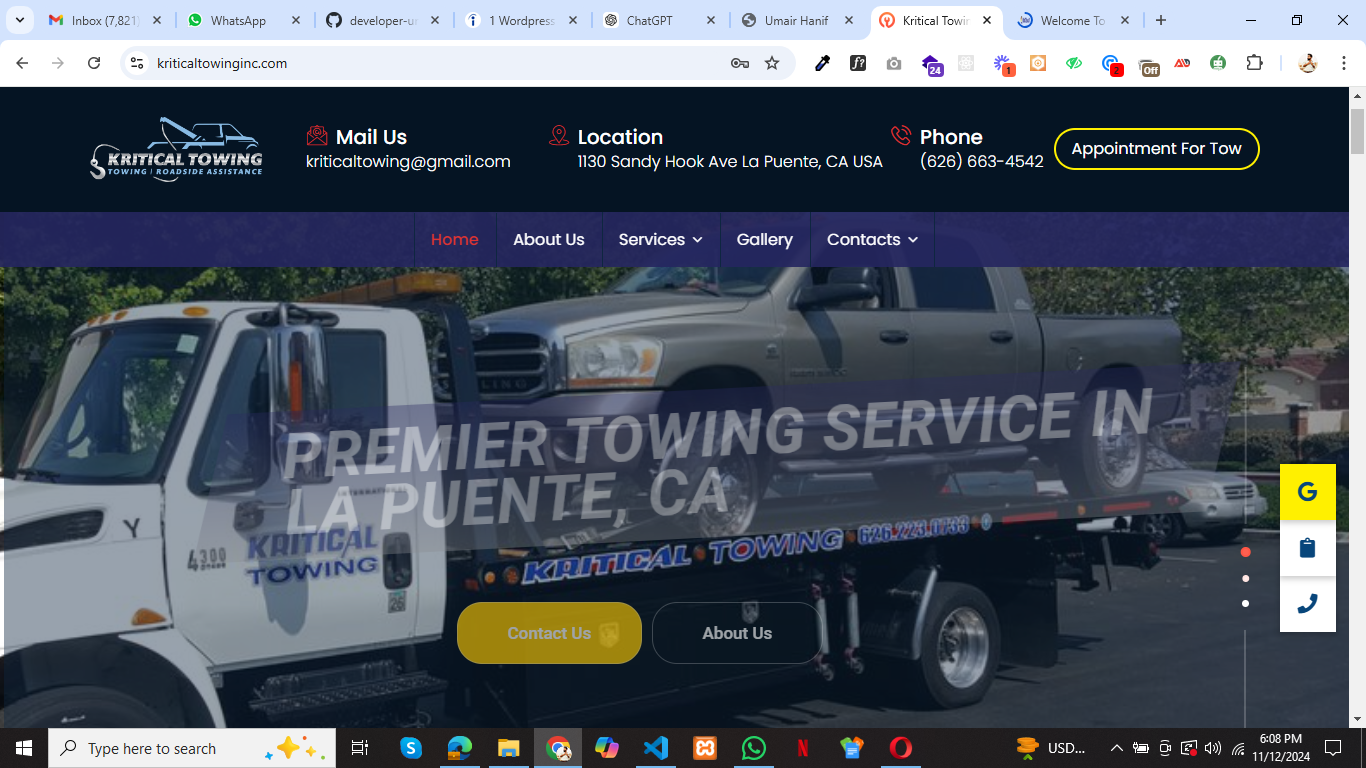 Inbox (7,821)
WhatsApp
developer-ur
1 Wordpress
ChatGPT
Umair Hanif
Kritical Towin
Welcome To
kriticaltowinginc.com
24
1
2
Off
KRITICAL TOWING
TOWING | ROADSIDE ASSISTANCE
Mail Us
kriticaltowing@gmail.com
Location
1130 Sandy Hook Ave La Puente, CA USA
Phone
(626) 663-4542
Appointment For Tow
Home
About Us
Services
Gallery
Contacts
PREMIER TOWING SERVICE IN
LA PUENTE, CA
INTERNATIONAL
Y
4300
KRITICAL
TOWING
KRITICAL TOWING 626.223.0733
Contact Us
About Us
Type here to search
USD...
6:08 PM
11/12/2024